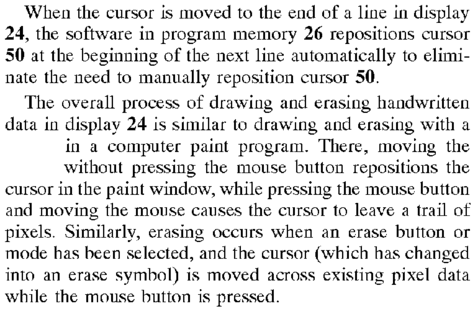 When the cursor is moved to the end of a line in display
24, the software in program memory 26 repositions cursor
50 at the beginning of the next line automatically to elimi-
nate the need to manually reposition cursor 50.
The overall process of drawing and erasing handwritten
data in display 24 is similar to drawing and erasing with a
in a computer paint program. There, moving the
without pressing the mouse button repositions the
cursor in the paint window, while pressing the mouse button
and moving the mouse causes the cursor to leave a trail of
pixels. Similarly, erasing occurs when an erase button or
mode has been selected, and the cursor (which has changed
into an erase symbol) is moved across existing pixel data
while the mouse button is pressed.